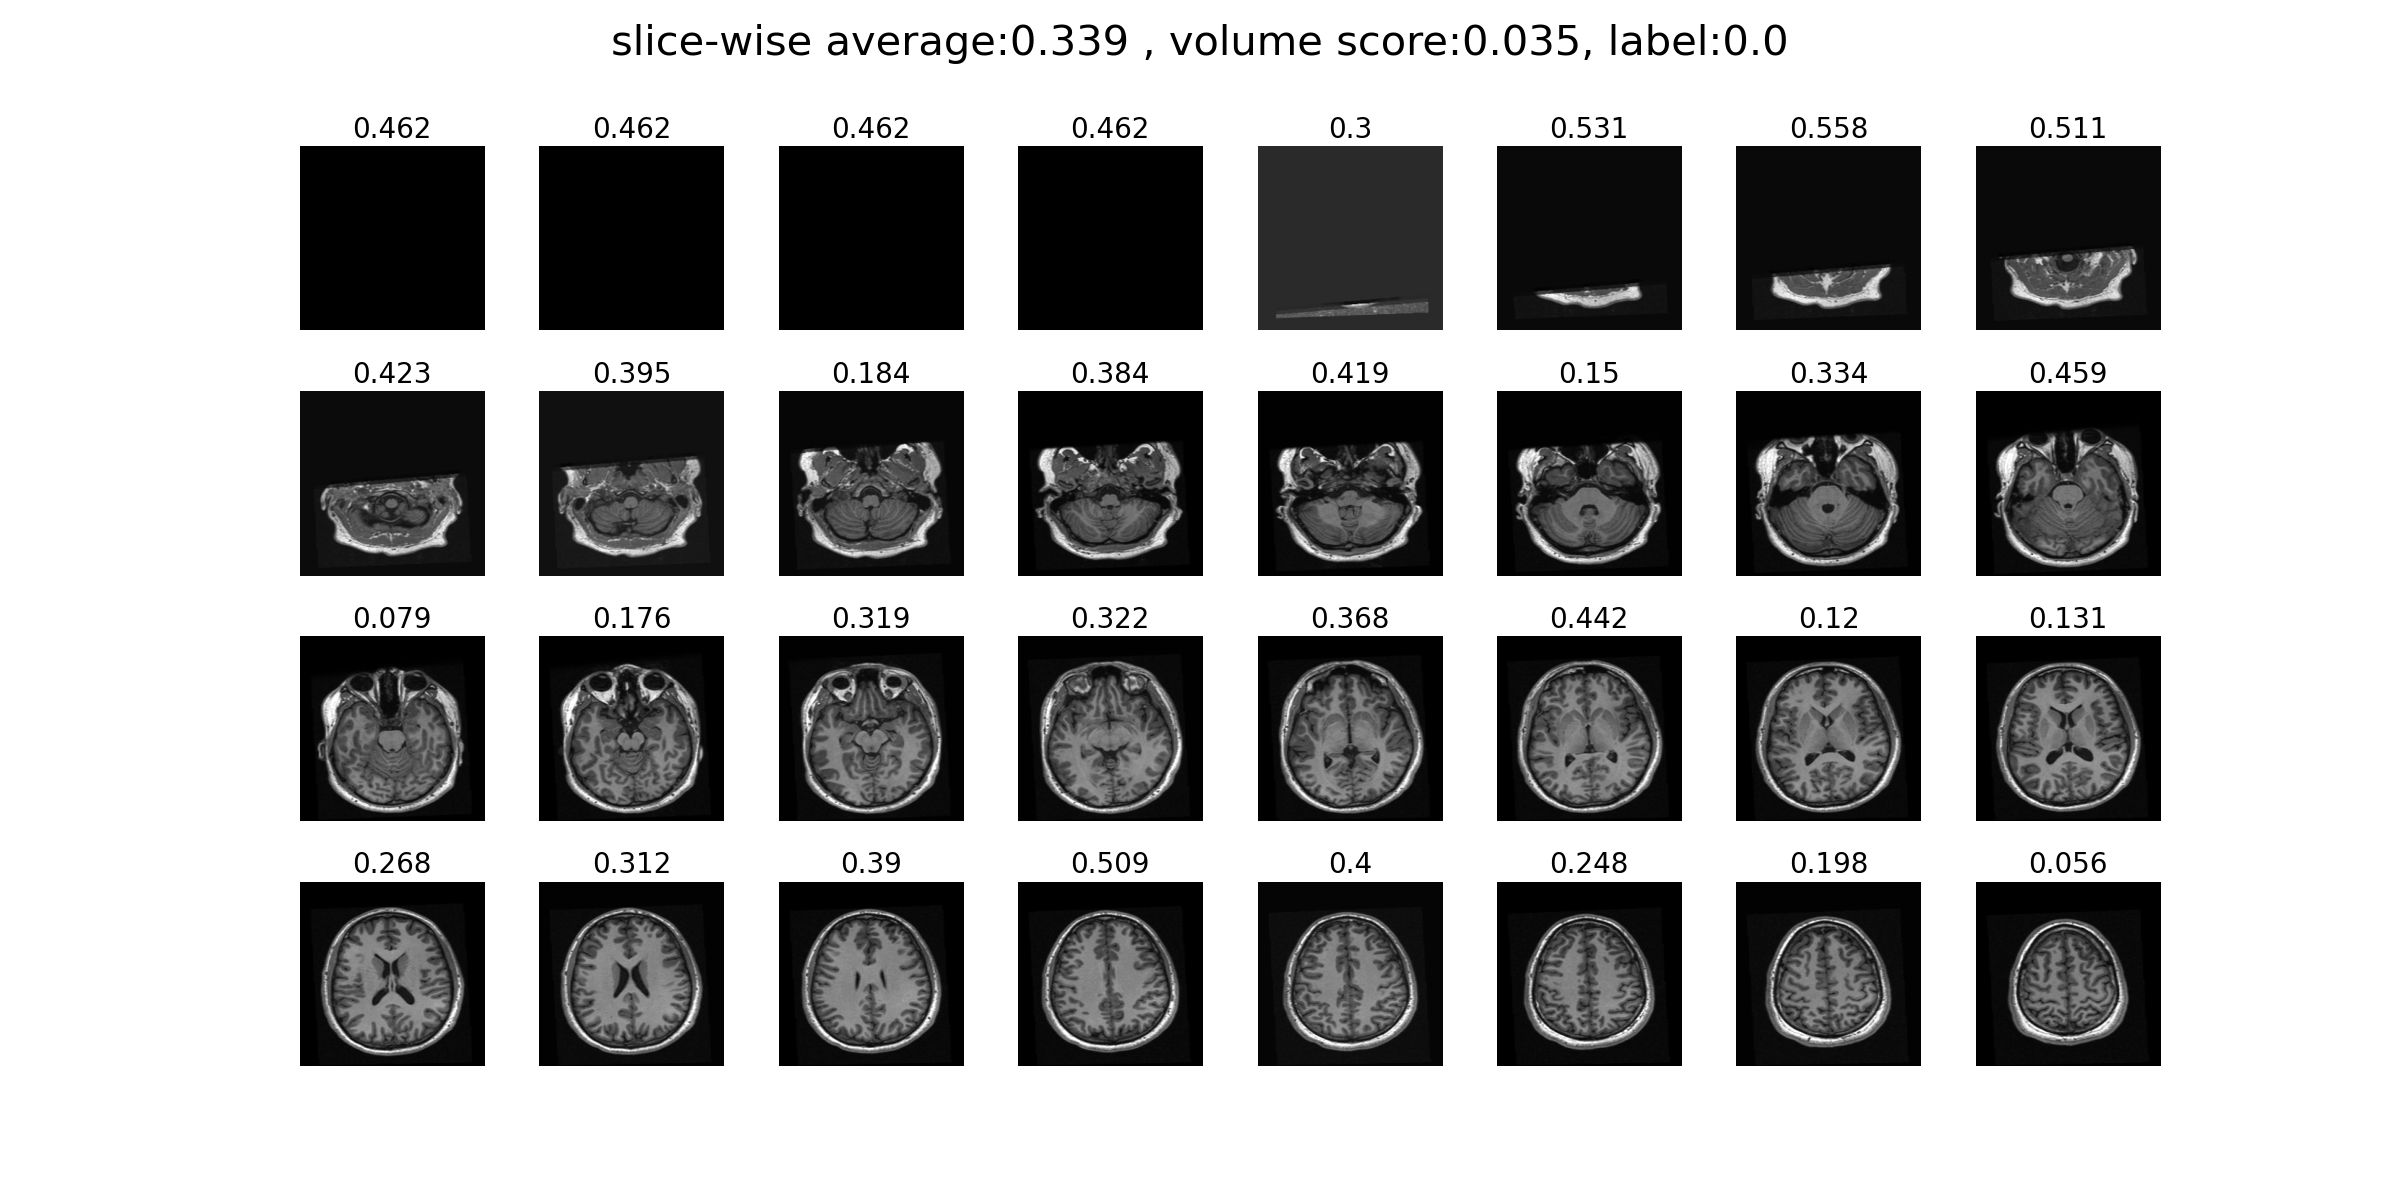 slice-wise average:0.339 , volume score:0.035, label:0.0
0.462 0.462 0.462 0.462 0.3 0.531 0.558 0.511
0.423 0.395 0.184 0.384 0.419 0.15 0.334 0.459
0.079 0.176 0.319 0.322 0.368 0.442 0.12 0.131
0.268 0.312 0.39 0.509 0.4 0.248 0.198 0.056